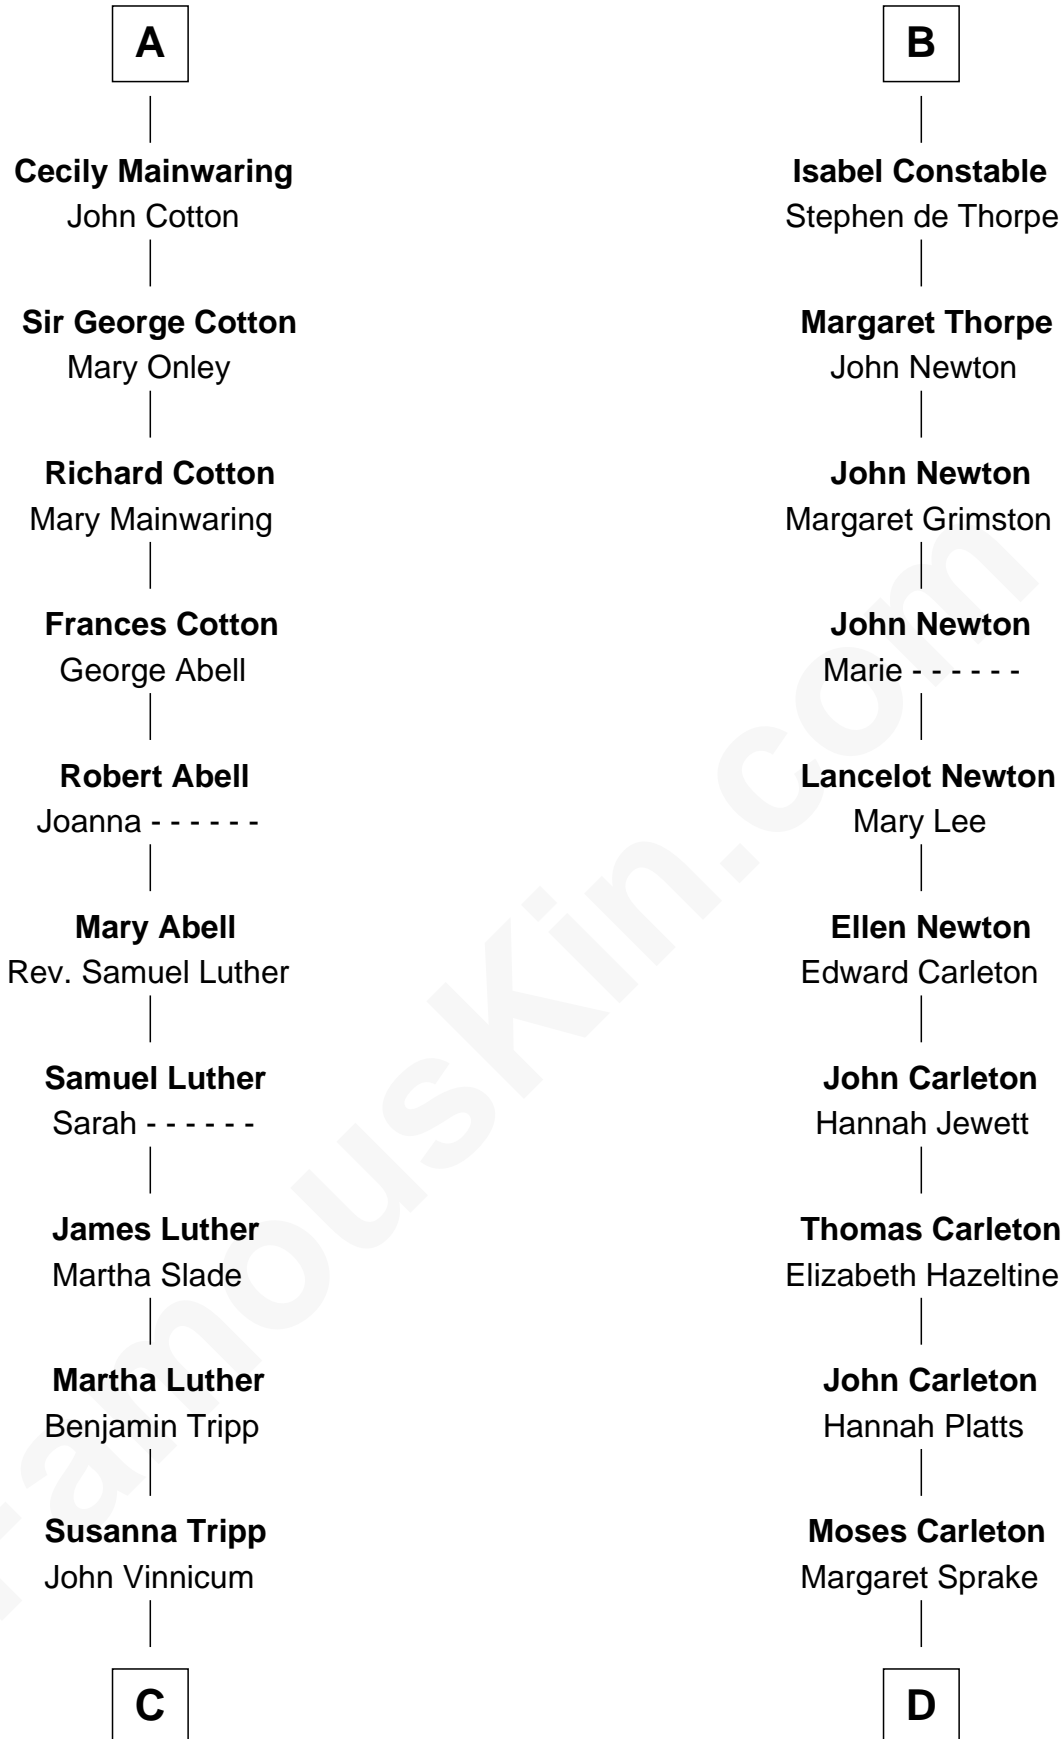 A
Cecily Mainwaring
John Cotton
Sir George Cotton
Mary Onley
Richard Cotton
Mary Mainwaring
Frances Cotton
George Abell
Robert Abell
Joanna - - - - - -
Mary Abell
Rev. Samuel Luther
Samuel Luther
Sarah - - - - - -
James Luther
Martha Slade
Martha Luther
Benjamin Tripp
Susanna Tripp
John Vinnicum
C
B
Isabel Constable
Stephen de Thorpe
Margaret Thorpe
John Newton
John Newton
Margaret Grimston
John Newton
Marie - - - - - -
Lancelot Newton
Mary Lee
Ellen Newton
Edward Carleton
John Carleton
Hannah Jewett
Thomas Carleton
Elizabeth Hazeltine
John Carleton
Hannah Platts
Moses Carleton
Margaret Sprake
D
FamousKin.com